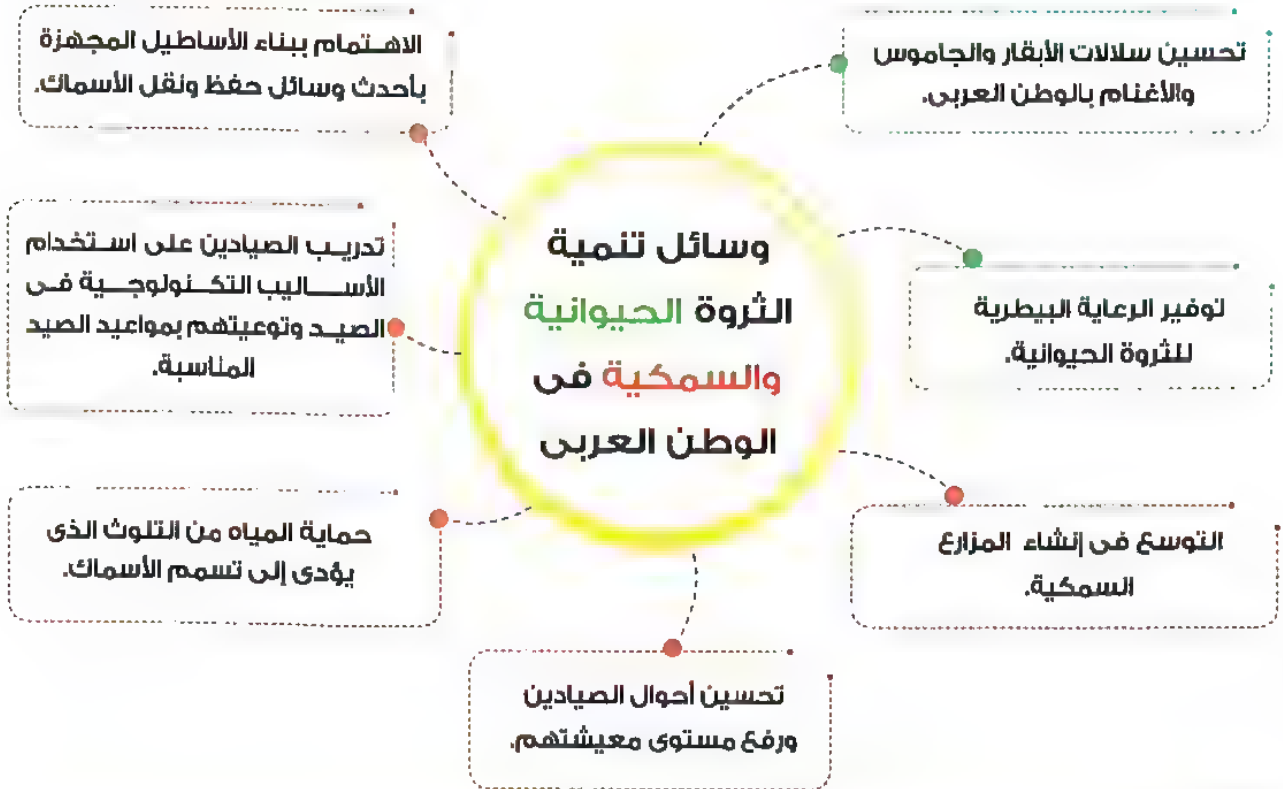 وسائل تنمية
الثروة الحيوانية
والسمكية فى
الوطن العربى
تحسين سلالات الأبقار والجاموس
والأغنام بالوطن العربى.
توفير الرعاية البيطرية
للثروة الحيوانية.
التوسع فى إنشاء المزارع
السمكية.
تحسين أحوال الصيادين
ورفع مستوى معيشتهم.
حماية المياه من التلوث الذى
يؤدى إلى تسمم الأسماك.
تدريب الصيادين على استخدام
الأساليب التكنولوجية فى
الصيد وتوعيتهم بمواعيد الصيد
المناسبة.
الاهتمام ببناء الأساطيل المجهزة
بأحدث وسائل حفظ ونقل الأسماك.